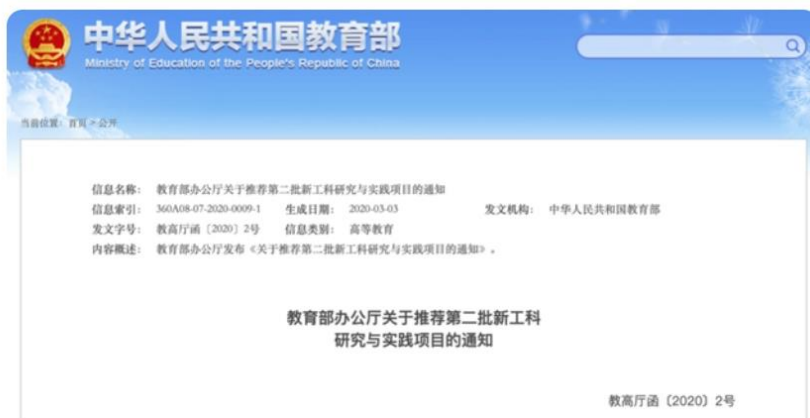 中华人民共和国教育部
Ministry of Education of the People's Republic of China
当前位置：首页 > 公开
信息名称： 教育部办公厅关于推荐第二批新工科研究与实践项目的通知
信息索引： 360A08-07-2020-0009-1 生成日期： 2020-03-03 发文机构： 中华人民共和国教育部
发文字号： 教高厅函〔2020〕2号 信息类别： 高等教育
内容概述： 教育部办公厅发布《关于推荐第二批新工科研究与实践项目的通知》。
教育部办公厅关于推荐第二批新工科
研究与实践项目的通知
教高厅函〔2020〕2号